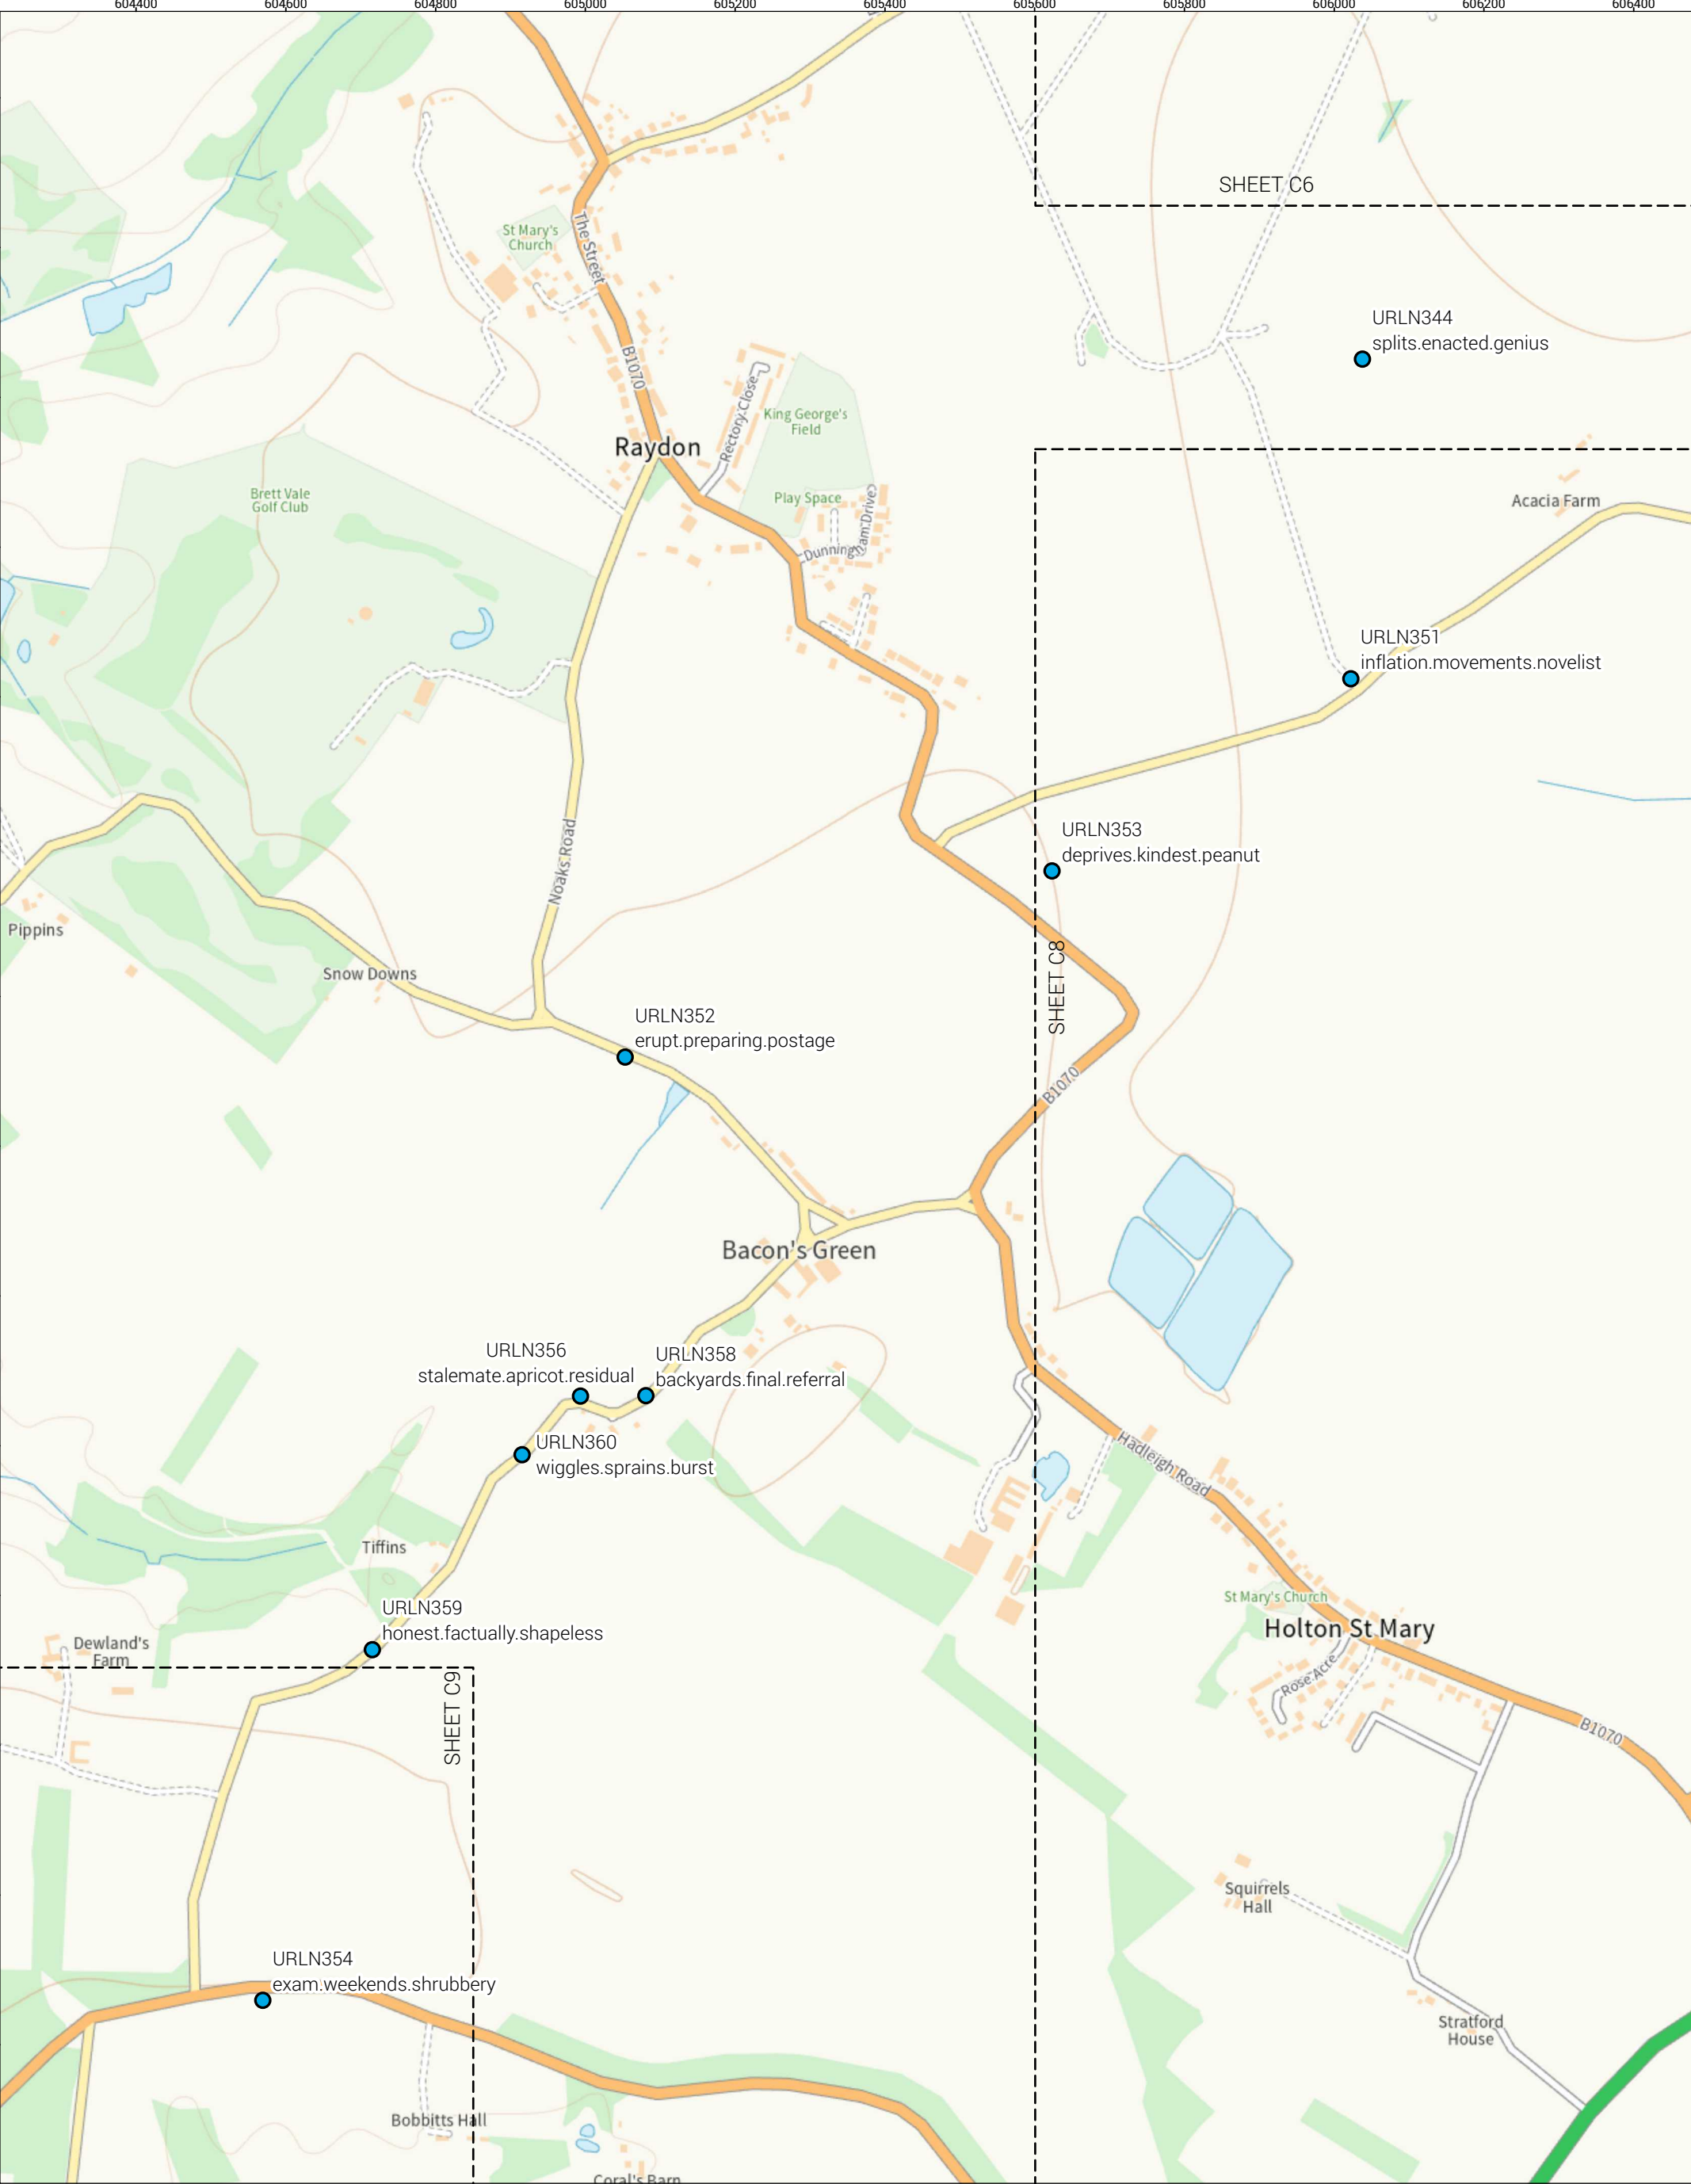 604400 604600 604800 605000 605200 605400 605600 605800 606000 606200 606400
SHEET C6
St Mary's
Church
The Street
URLN344
splits.enacted.genius
B1070
Rectory Close
King George's
Field
Raydon
Brett Vale
Golf Club
Play Space
Acacia Farm
Dunningham Drive
URLN351
inflation.movements.novelist
Noaks Road
URLN353
deprives.kindest.peanut
Pippins
Snow Downs
SHEET C8
URLN352
erupt.preparing.postage
B1070
Bacon's Green
URLN356
stalemate.apricot.residual
URLN358
backyards.final.referral
URLN360
wiggles.sprains.burst
Hadleigh Road
Tiffins
St Mary's Church
URLN359
honest.factually.shapeless
Holton St Mary
Dewland's
Farm
Rose Acre
SHEET C9
B1070
Squirrels
Hall
URLN354
exam.weekends.shrubbery
Stratford
House
Bobbitts Hall
Coral's Barn